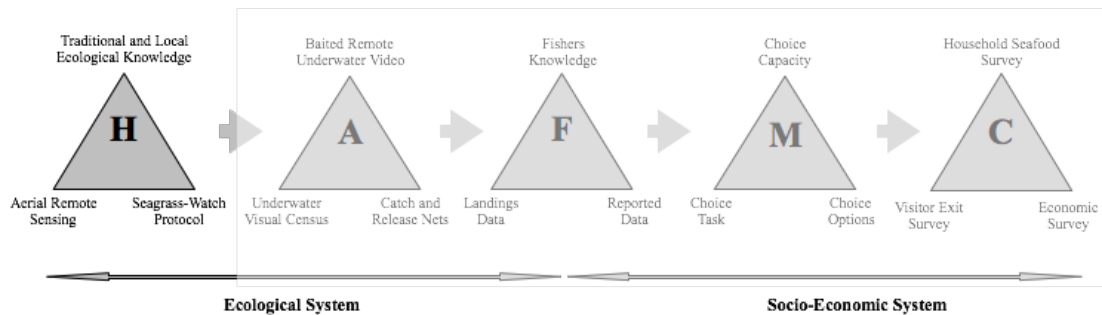 Traditional and Local
Ecological Knowledge
H
Aerial Remote
Sensing
Seagrass-Watch
Protocol
Baited Remote
Underwater Video
A
Underwater
Visual Census
Catch and
Release Nets
Fishers
Knowledge
F
Landings
Data
Reported
Data
Choice
Capacity
M
Choice
Task
Choice
Options
Household Seafood
Survey
C
Visitor Exit
Survey
Economic
Survey
Ecological System
Socio-Economic System